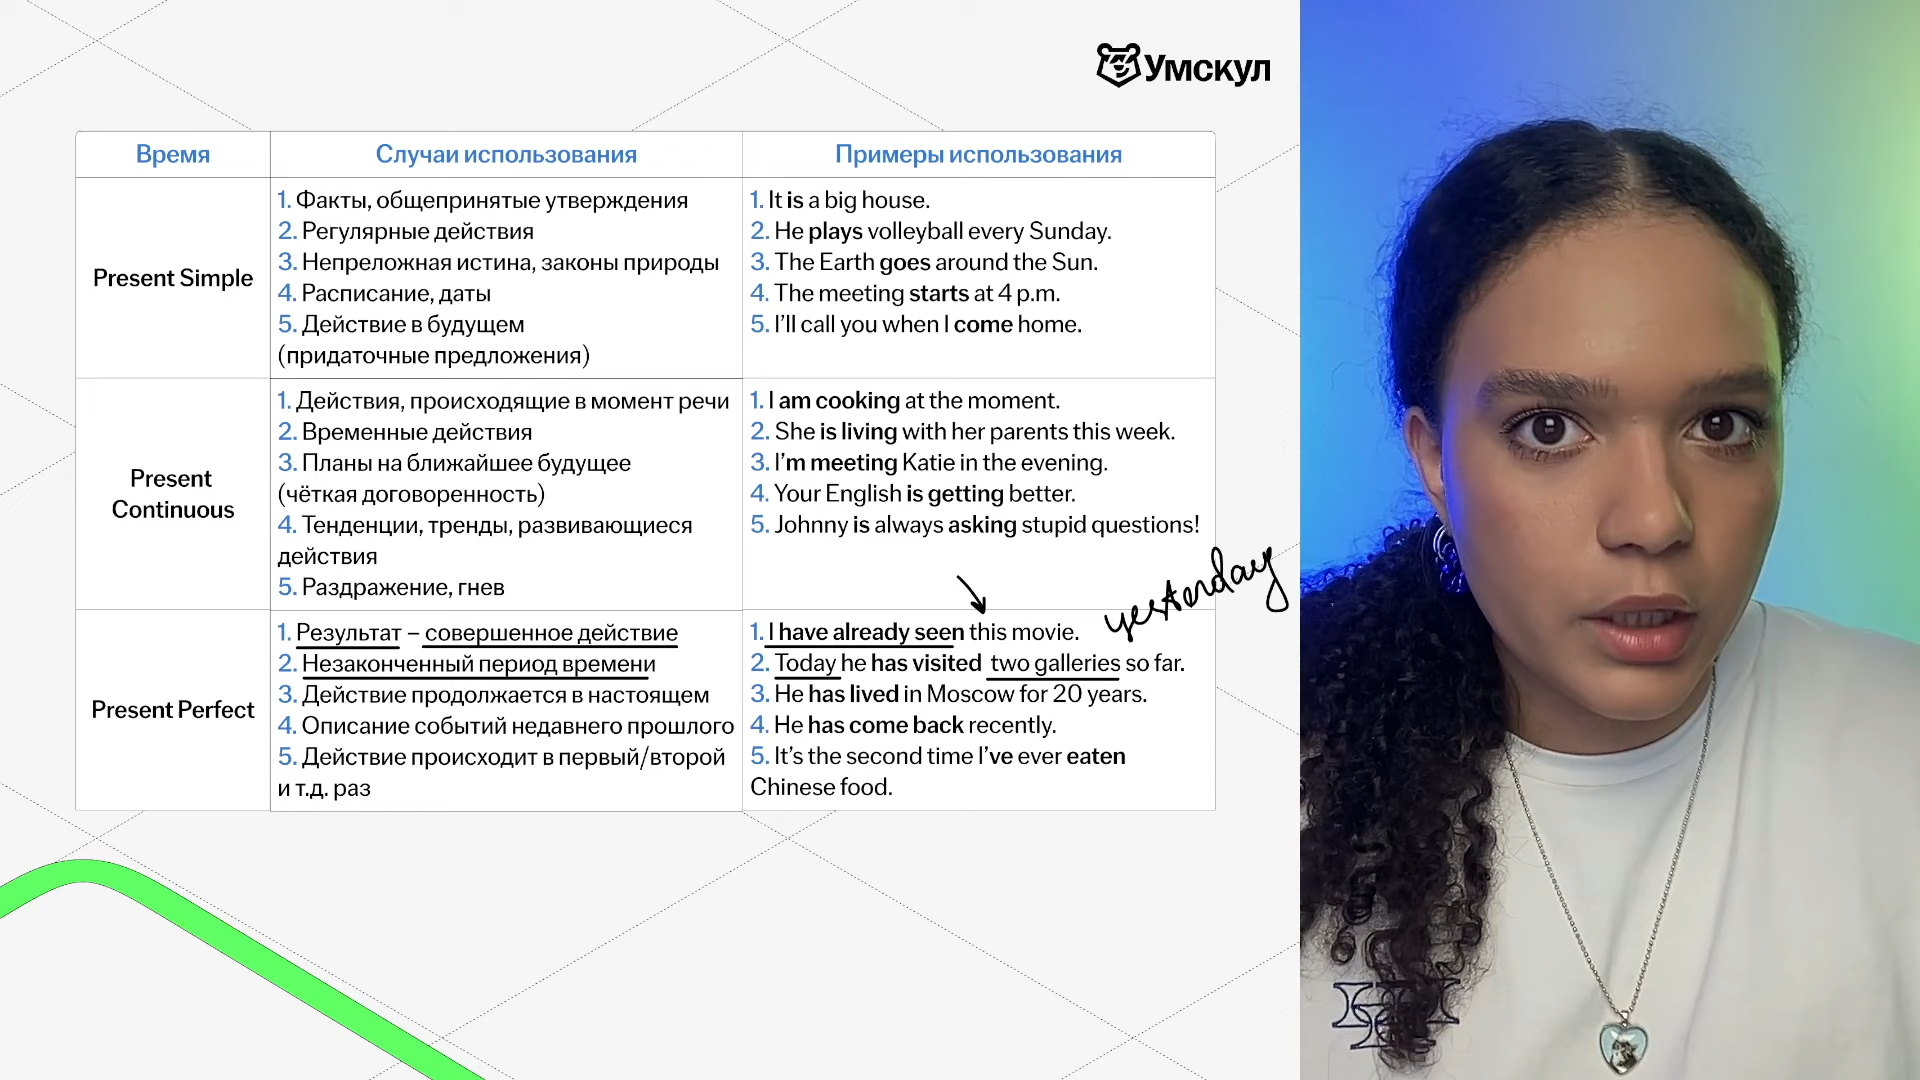 Умскул
Время
Случаи использования
Примеры использования
Present Simple
1. Факты, общепринятые утверждения
2. Регулярные действия
3. Непреложная истина, законы природы
4. Расписание, даты
5. Действие в будущем
(придаточные предложения)
1. It is a big house.
2. He plays volleyball every Sunday.
3. The Earth goes around the Sun.
4. The meeting starts at 4 p.m.
5. I’ll call you when I come home.
Present
Continuous
1. Действия, происходящие в момент речи
2. Временные действия
3. Планы на ближайшее будущее
(чёткая договоренность)
4. Тенденции, тренды, развивающиеся
действия
5. Раздражение, гнев
1. I am cooking at the moment.
2. She is living with her parents this week.
3. I’m meeting Katie in the evening.
4. Your English is getting better.
5. Johnny is always asking stupid questions!
yesterday
Present Perfect
1. Результат – совершенное действие
2. Незаконченный период времени
3. Действие продолжается в настоящем
4. Описание событий недавнего прошлого
5. Действие происходит в первый/второй
и т.д. раз
1. I have already seen this movie.
2. Today he has visited two galleries so far.
3. He has lived in Moscow for 20 years.
4. He has come back recently.
5. It’s the second time I’ve ever eaten
Chinese food.